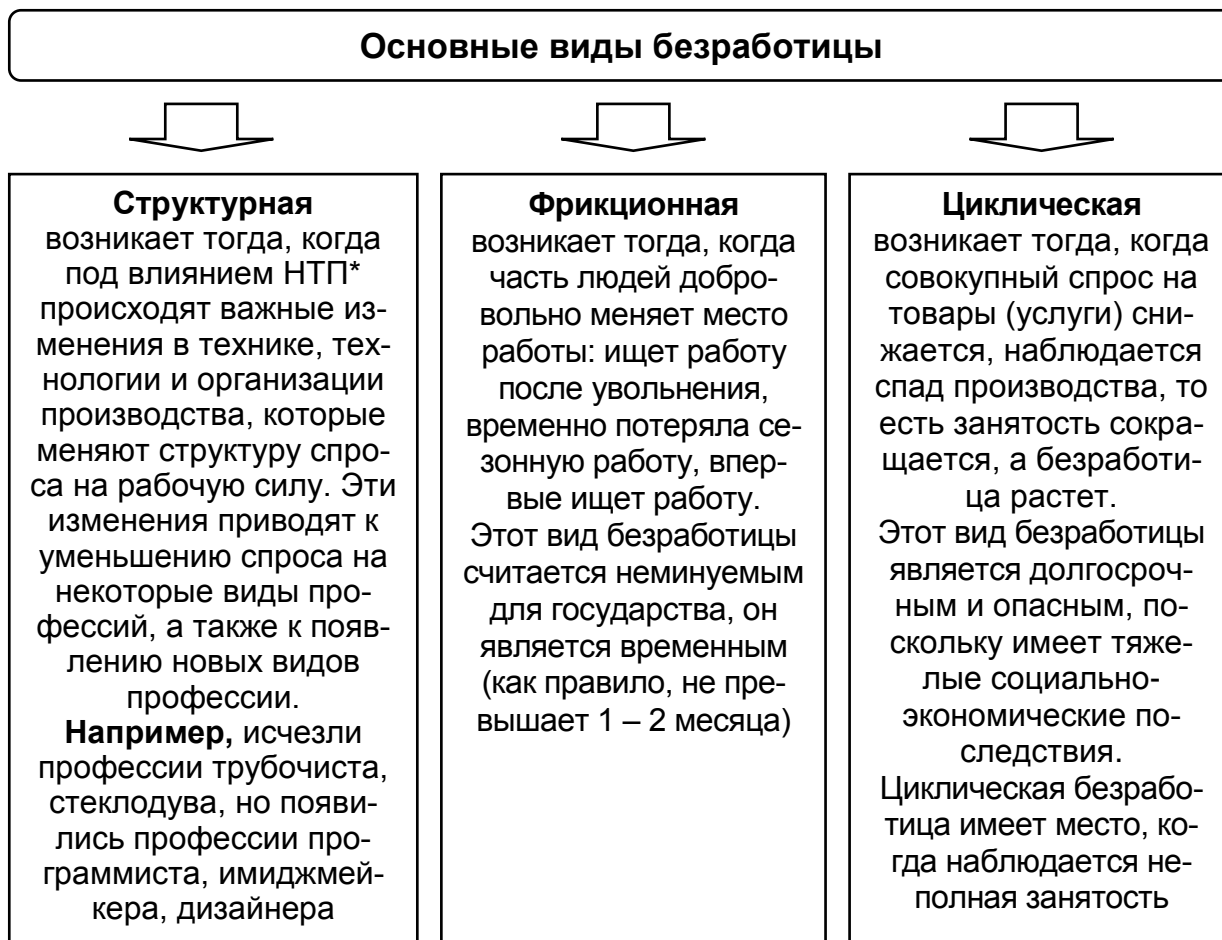 Основные виды безработицы
Структурная
возникает тогда, когда
под влиянием НТП*
происходят важные из-
менения в технике, тех-
нологии и организации
производства, которые
меняют структуру спро-
са на рабочую силу. Эти
изменения приводят к
уменьшению спроса на
некоторые виды про-
фессий, а также к появ-
лению новых видов
профессии.
Например, исчезли
профессии трубочиста,
стеклодува, но появи-
лись профессии про-
граммиста, имиджмей-
кера, дизайнера
Фрикционная
возникает тогда, когда
часть людей добро-
вольно меняет место
работы: ищет работу
после увольнения,
временно потеряла се-
зонную работу, впер-
вые ищет работу.
Этот вид безработицы
считается неминуемым
для государства, он
является временным
(как правило, не пре-
вышает 1 – 2 месяца)
Циклическая
возникает тогда, когда
совокупный спрос на
товары (услуги) сни-
жается, наблюдается
спад производства, то
есть занятость сокра-
щается, а безработи-
ца растет.
Этот вид безработицы
является долгосроч-
ным и опасным, по-
скольку имеет тяже-
лые социально-
экономические по-
следствия.
Циклическая безрабо-
тица имеет место, ко-
гда наблюдается не-
полная занятость